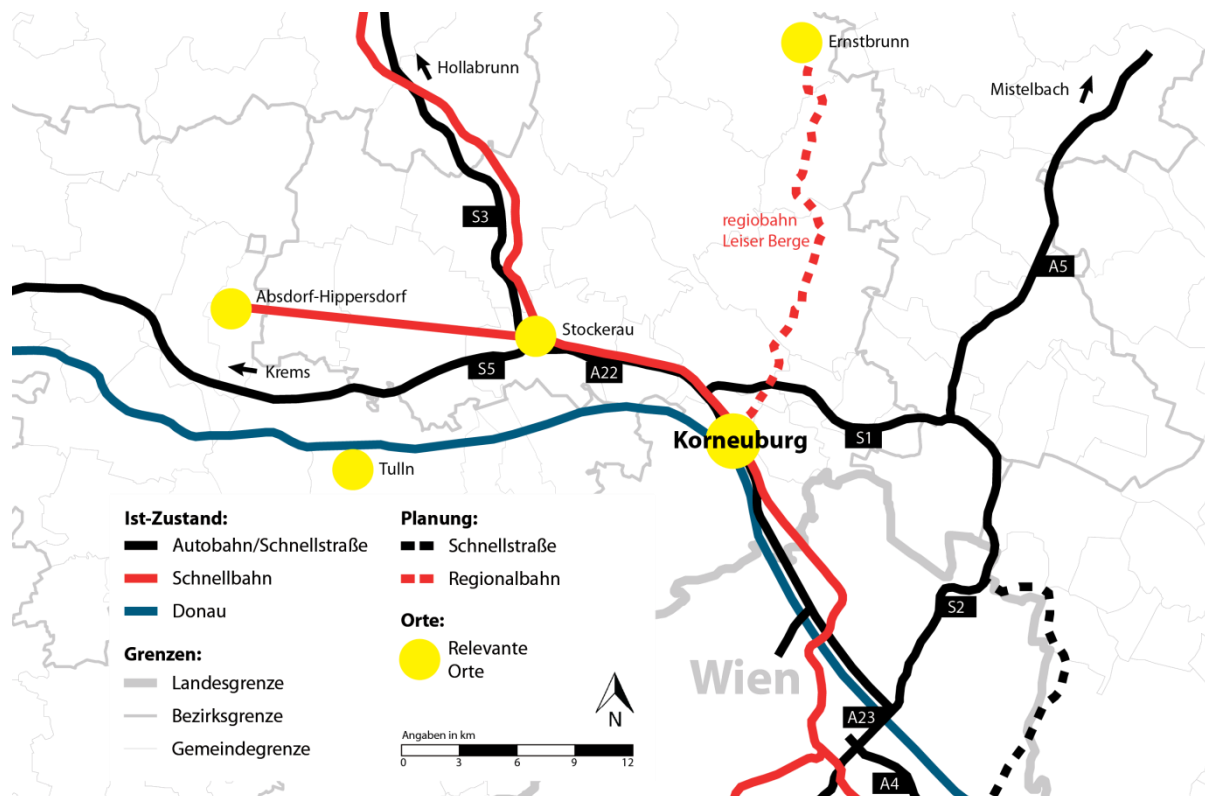 Ernstbrunn
Hollabrunn
Mistelbach
S3
regiobahn
Leiser Berge
A5
Absdorf-Hippersdorf
Stockerau
Krems
S5
A22
Korneuburg
S1
Tulln
Ist-Zustand:
Autobahn/Schnellstraße
Schnellbahn
Donau
Grenzen:
Landesgrenze
Bezirksgrenze
Gemeindegrenze
Planung:
Schnellstraße
Regionalbahn
Orte:
Relevante
Orte
N
Angaben in km
0 3 6 9 12
S2
Wien
A23
A4